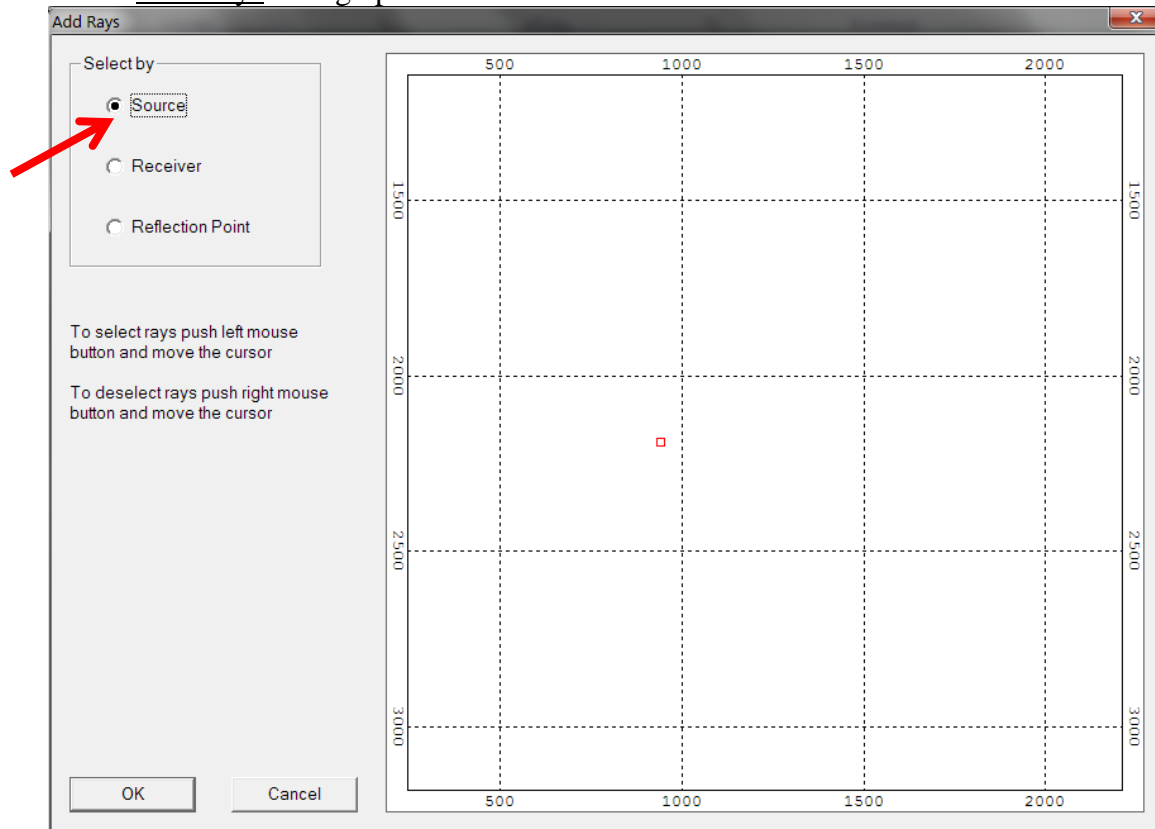 Add Rays
X
Select by
Source
Receiver
Reflection Point
To select rays push left mouse
button and move the cursor
To deselect rays push right mouse
button and move the cursor
OK
Cancel
500 1000 1500 2000
1500 1500
2000 2000
2500 2500
3000 3000
500 1000 1500 2000